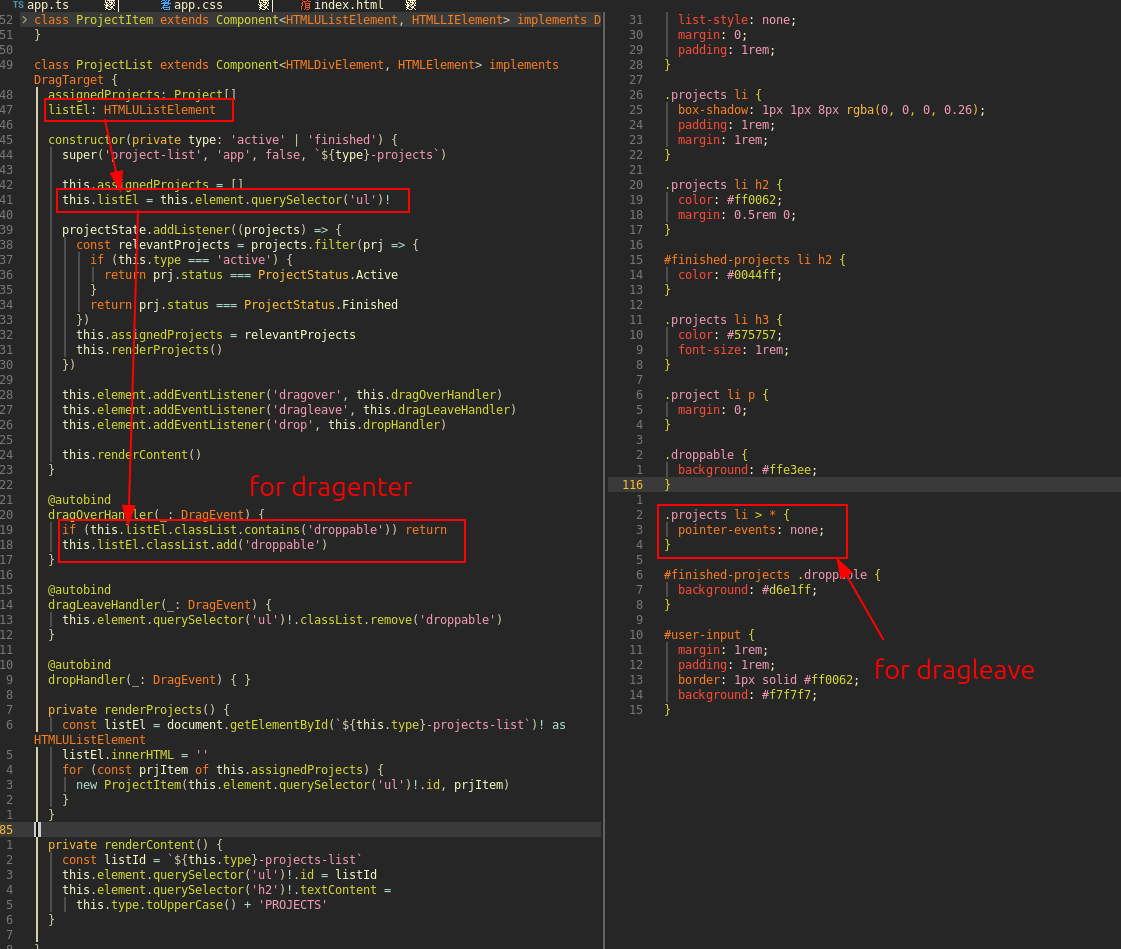 TS app.ts
app.css
index.html
52 > class ProjectItem extends Component<HTMLUListElement, HTMLLIElement> implements D
51 }
50
49 class ProjectList extends Component<HTMLDivElement, HTMLElement> implements
DragTarget {
48 assignedProjects: Project[]
47 listEl: HTMLUListElement
46
45 constructor(private type: 'active' | 'finished') {
44 super('project-list', 'app', false, `${type}-projects`)
43
42 this.assignedProjects = []
41 this.listEl = this.element.querySelector('ul')!
40
39 projectState.addListener((projects) => {
38 const relevantProjects = projects.filter(prj => {
37 if (this.type === 'active') {
36 return prj.status === ProjectStatus.Active
35 }
34 return prj.status === ProjectStatus.Finished
33 })
32 this.assignedProjects = relevantProjects
31 this.renderProjects()
30 })
29
28 this.element.addEventListener('dragover', this.dragOverHandler)
27 this.element.addEventListener('dragleave', this.dragLeaveHandler)
26 this.element.addEventListener('drop', this.dropHandler)
25
24 this.renderContent()
23 }
22
for dragenter
21 @autobind
20 dragOverHandler(_: DragEvent) {
19 if (this.listEl.classList.contains('droppable')) return
18 this.listEl.classList.add('droppable')
17 }
16
15 @autobind
14 dragLeaveHandler(_: DragEvent) {
13 this.element.querySelector('ul')!.classList.remove('droppable')
12 }
11
10 @autobind
9 dropHandler(_: DragEvent) { }
8
7 private renderProjects() {
6 const listEl = document.getElementById(`${this.type}-projects-list`)! as
HTMLUListElement
5 listEl.innerHTML = ''
4 for (const prjItem of this.assignedProjects) {
3 new ProjectItem(this.element.querySelector('ul')!.id, prjItem)
2 }
1 }
85
1 private renderContent() {
2 const listId = `${this.type}-projects-list`
3 this.element.querySelector('ul')!.id = listId
4 this.element.querySelector('h2')!.textContent =
5 this.type.toUpperCase() + 'PROJECTS'
6 }
7
8 }
31 list-style: none;
30 margin: 0;
29 padding: 1rem;
28 }
27
26 .projects li {
25 box-shadow: 1px 1px 8px rgba(0, 0, 0, 0.26);
24 padding: 1rem;
23 margin: 1rem;
22 }
21
20 .projects li h2 {
19 color: #ff0062;
18 margin: 0.5rem 0;
17 }
16
15 #finished-projects li h2 {
14 color: #0044ff;
13 }
12
11 .projects li h3 {
10 color: #575757;
9 font-size: 1rem;
8 }
7
6 .project li p {
5 margin: 0;
4 }
3
2 .droppable {
1 background: #ffe3ee;
116 }
1
2 .projects li > * {
3 pointer-events: none;
4 }
5
6 #finished-projects .droppable {
7 background: #d6e1ff;
8 }
9
10 #user-input {
11 margin: 1rem;
12 padding: 1rem;
13 border: 1px solid #ff0062;
14 background: #f7f7f7;
15 }
for dragleave